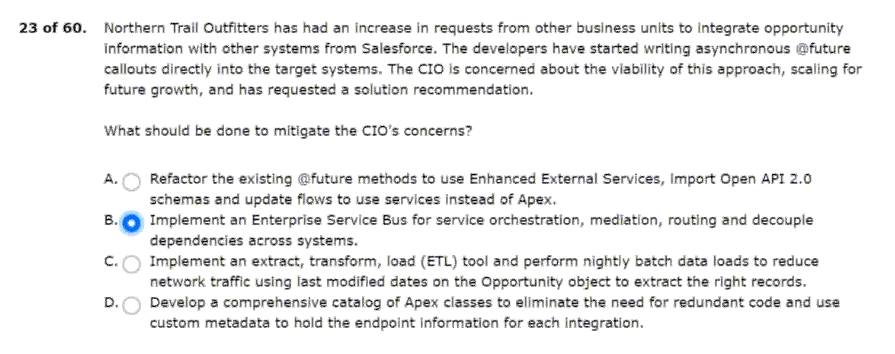 23 of 60. Northern Trail Outfitters has had an increase in requests from other business units to integrate opportunity
information with other systems from Salesforce. The developers have started writing asynchronous @future
callouts directly into the target systems. The CIO is concerned about the viability of this approach, scaling for
future growth, and has requested a solution recommendation.
What should be done to mitigate the CIO's concerns?
A. Refactor the existing @future methods to use Enhanced External Services, import Open API 2.0
schemas and update flows to use services instead of Apex.
B. Implement an Enterprise Service Bus for service orchestration, mediation, routing and decouple
dependencies across systems.
C. Implement an extract, transform, load (ETL) tool and perform nightly batch data loads to reduce
network traffic using last modified dates on the Opportunity object to extract the right records.
D. Develop a comprehensive catalog of Apex classes to eliminate the need for redundant code and use
custom metadata to hold the endpoint information for each integration.